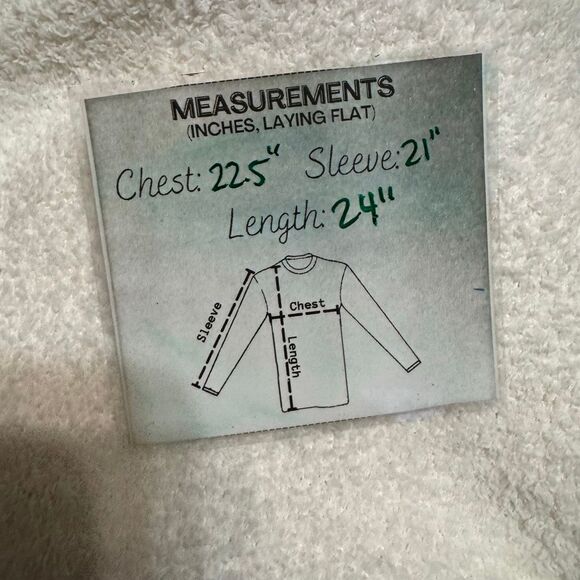 MEASUREMENTS
(INCHES, LAYING FLAT)
Chest: 22.5" Sleeve: 21"
Length: 24"
Sleeve
Chest
Length